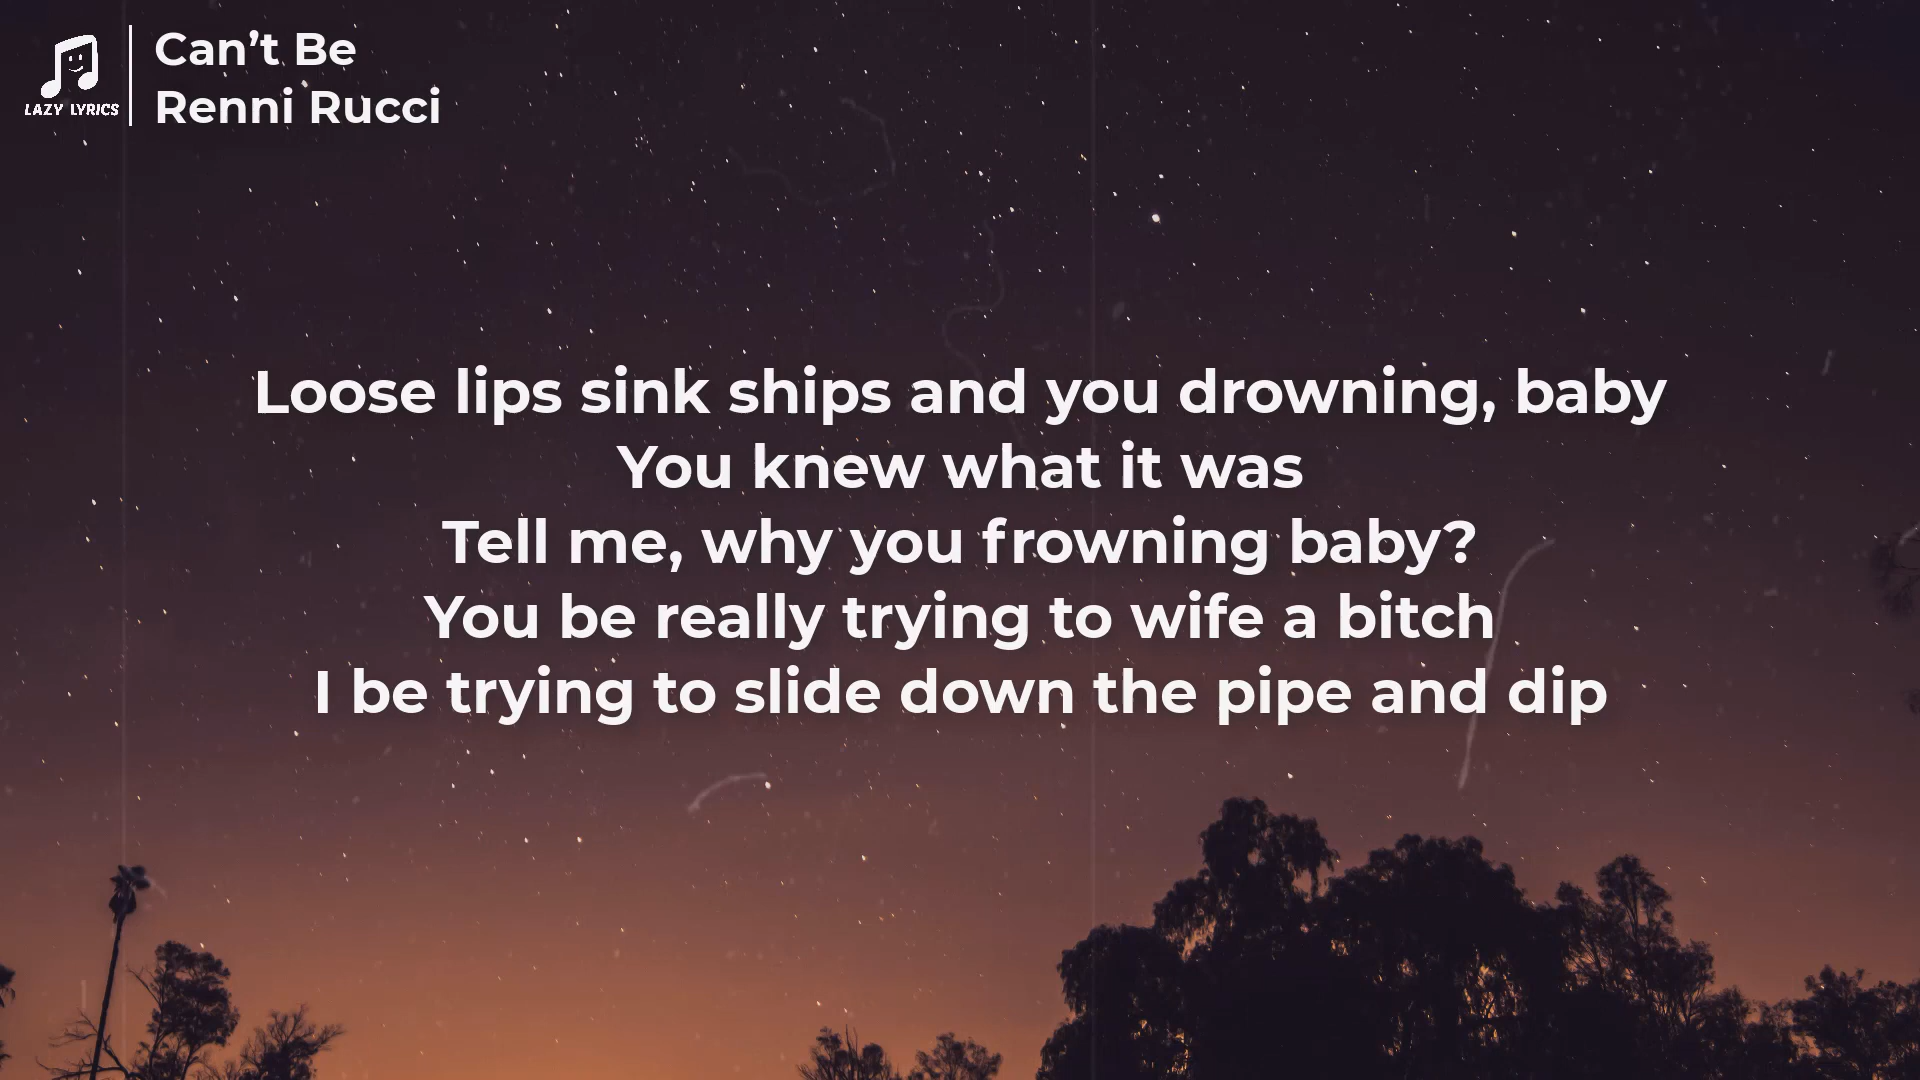 LAZY LYRICS
Can’t Be
Renni Rucci
Loose lips sink ships and you drowning, baby
You knew what it was
Tell me, why you frowning baby?
You be really trying to wife a bitch
I be trying to slide down the pipe and dip